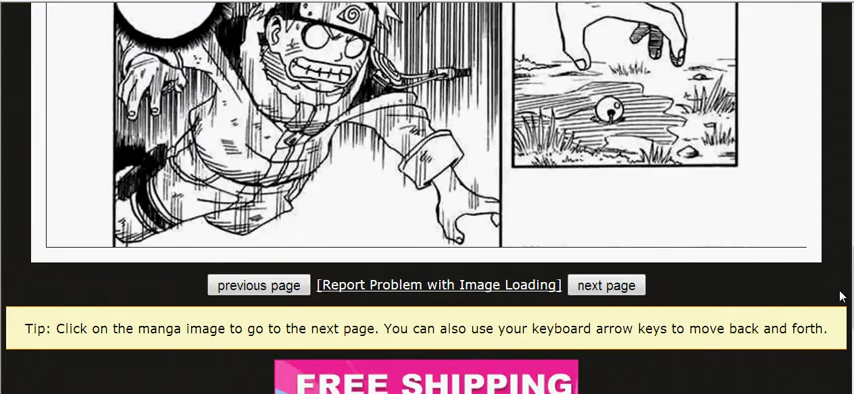 previous page [Report Problem with Image Loading] next page
Tip: Click on the manga image to go to the next page. You can also use your keyboard arrow keys to move back and forth.
FREE SHIPPING